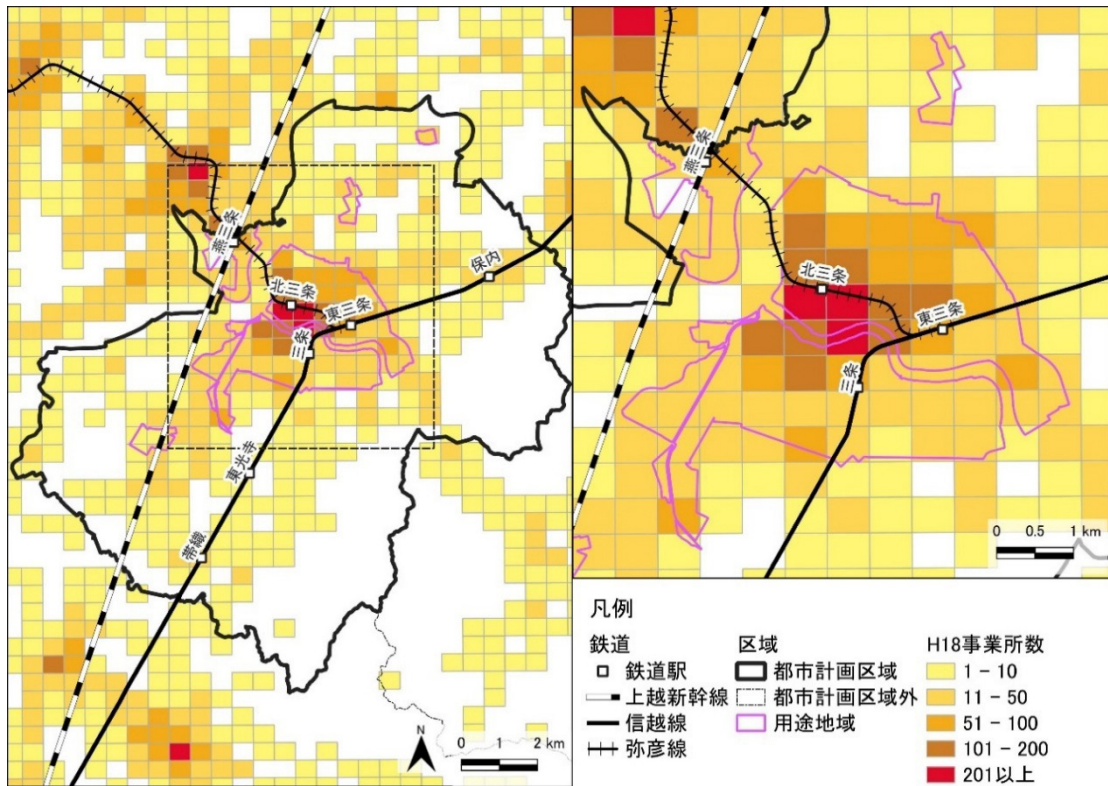 燕三条
北三条
東三条
保内
三条
東光寺
帯織
N
0 1 2 km
燕三条
北三条
東三条
三条
0 0.5 1 km
凡例
鉄道
鉄道駅
上越新幹線
信越線
弥彦線
区域
都市計画区域
都市計画区域外
用途地域
H18事業所数
1 - 10
11 - 50
51 - 100
101 - 200
201以上